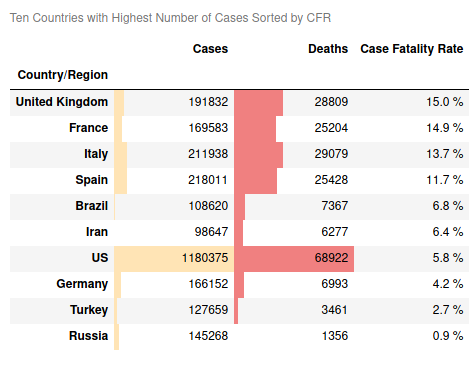 Ten Countries with Highest Number of Cases Sorted by CFR
Cases Deaths Case Fatality Rate
Country/Region
United Kingdom 191832 28809 15.0 %
France 169583 25204 14.9 %
Italy 211938 29079 13.7 %
Spain 218011 25428 11.7 %
Brazil 108620 7367 6.8 %
Iran 98647 6277 6.4 %
US 1180375 68922 5.8 %
Germany 166152 6993 4.2 %
Turkey 127659 3461 2.7 %
Russia 145268 1356 0.9 %